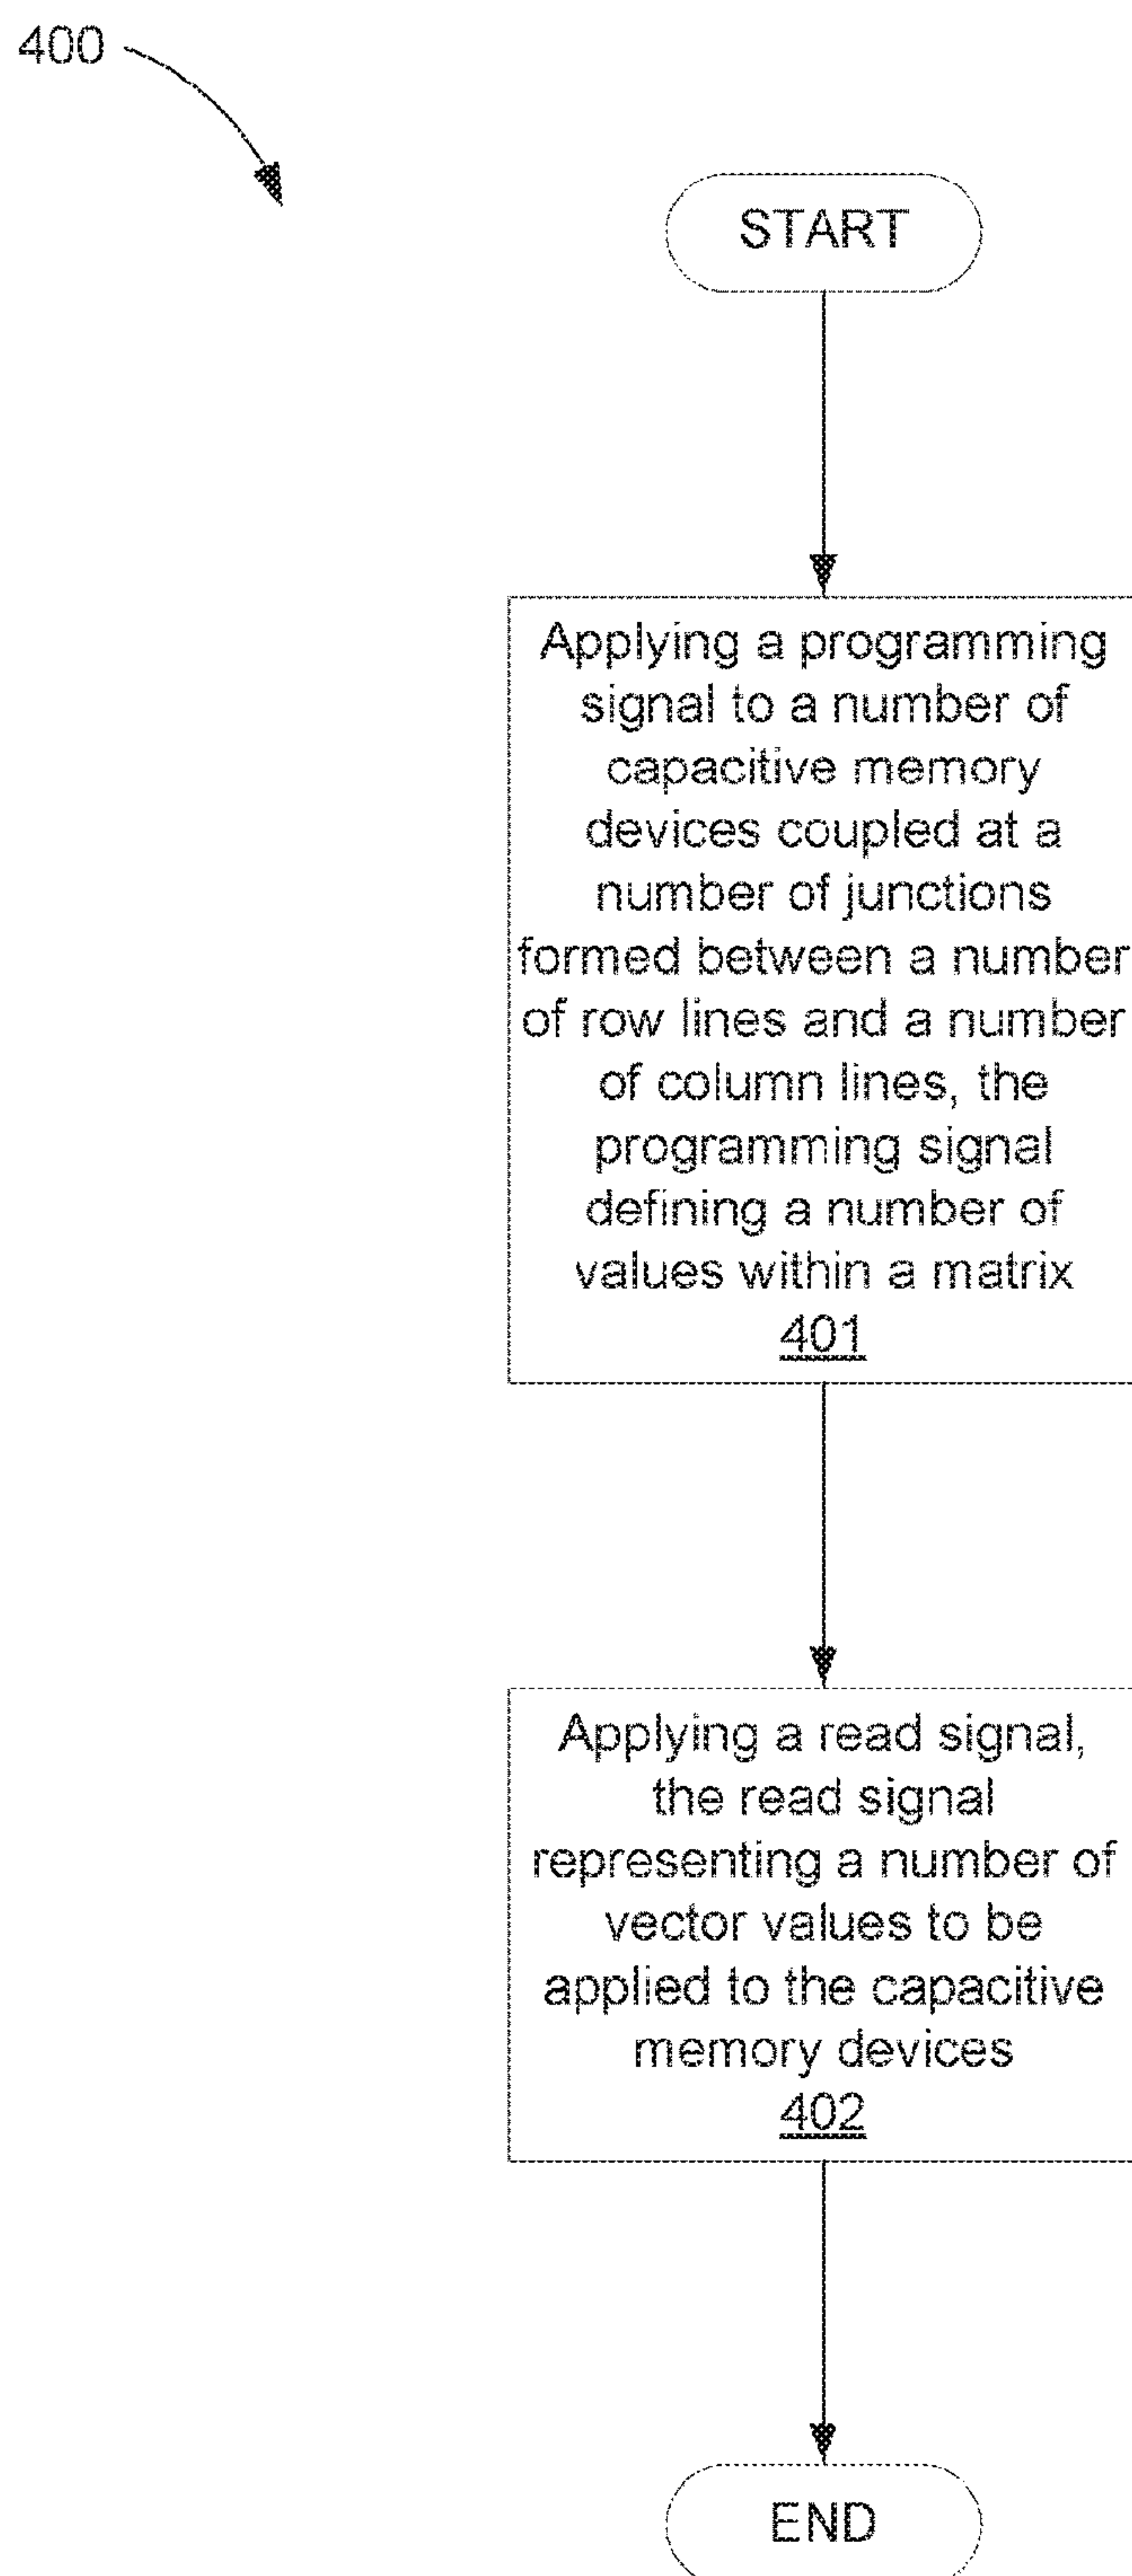 400
START
Applying a programming
signal to a number of
capacitive memory
devices coupled at a
number of junctions
formed between a number
of row lines and a number
of column lines, the
programming signal
defining a number of
values within a matrix
401
Applying a read signal,
the read signal
representing a number of
vector values to be
applied to the capacitive
memory devices
402
END